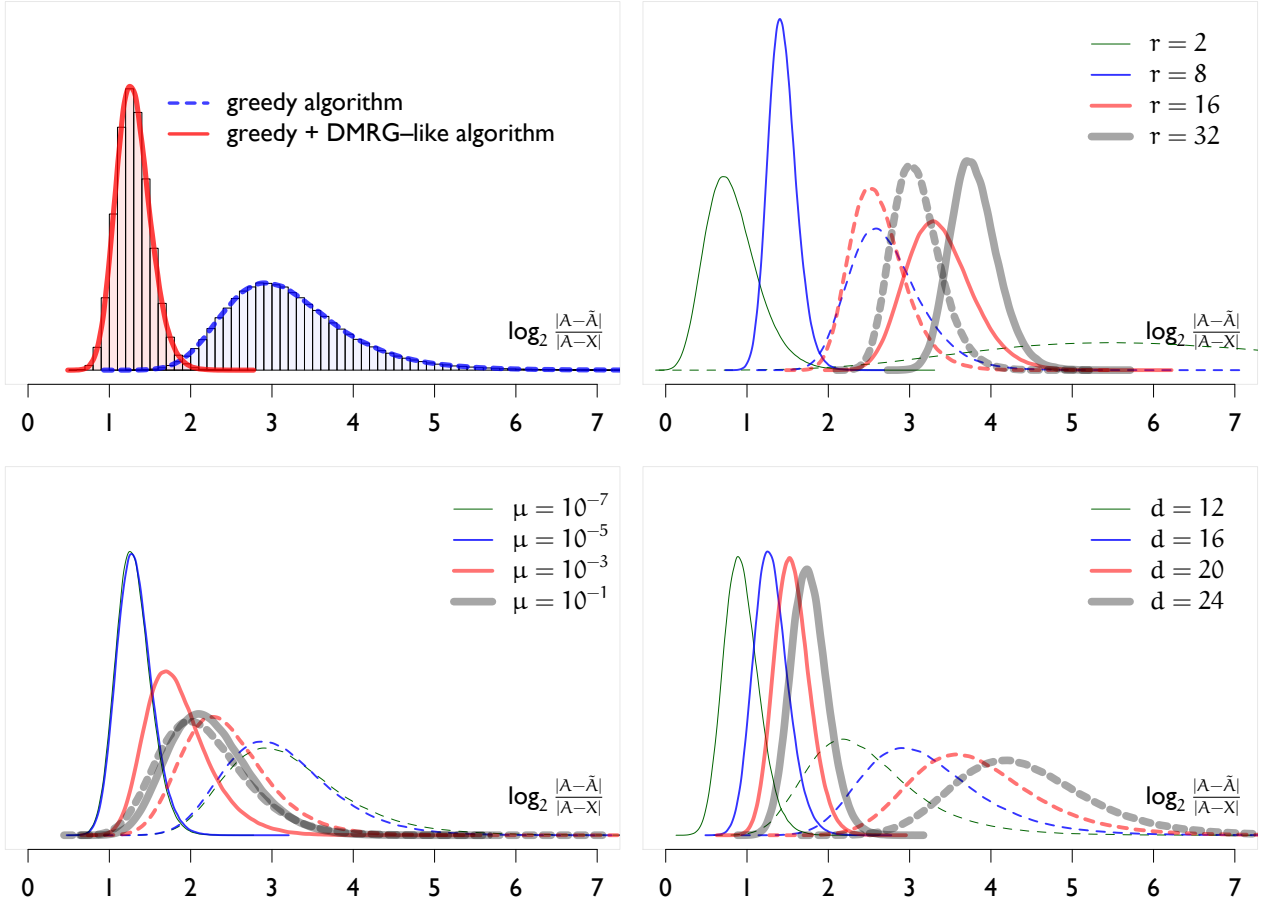 greedy algorithm
greedy + DMRG–like algorithm
log₂ |A−Ã| / |A−X|
0 1 2 3 4 5 6 7
r = 2
r = 8
r = 16
r = 32
log₂ |A−Ã| / |A−X|
0 1 2 3 4 5 6 7
μ = 10⁻⁷
μ = 10⁻⁵
μ = 10⁻³
μ = 10⁻¹
log₂ |A−Ã| / |A−X|
0 1 2 3 4 5 6 7
d = 12
d = 16
d = 20
d = 24
log₂ |A−Ã| / |A−X|
0 1 2 3 4 5 6 7